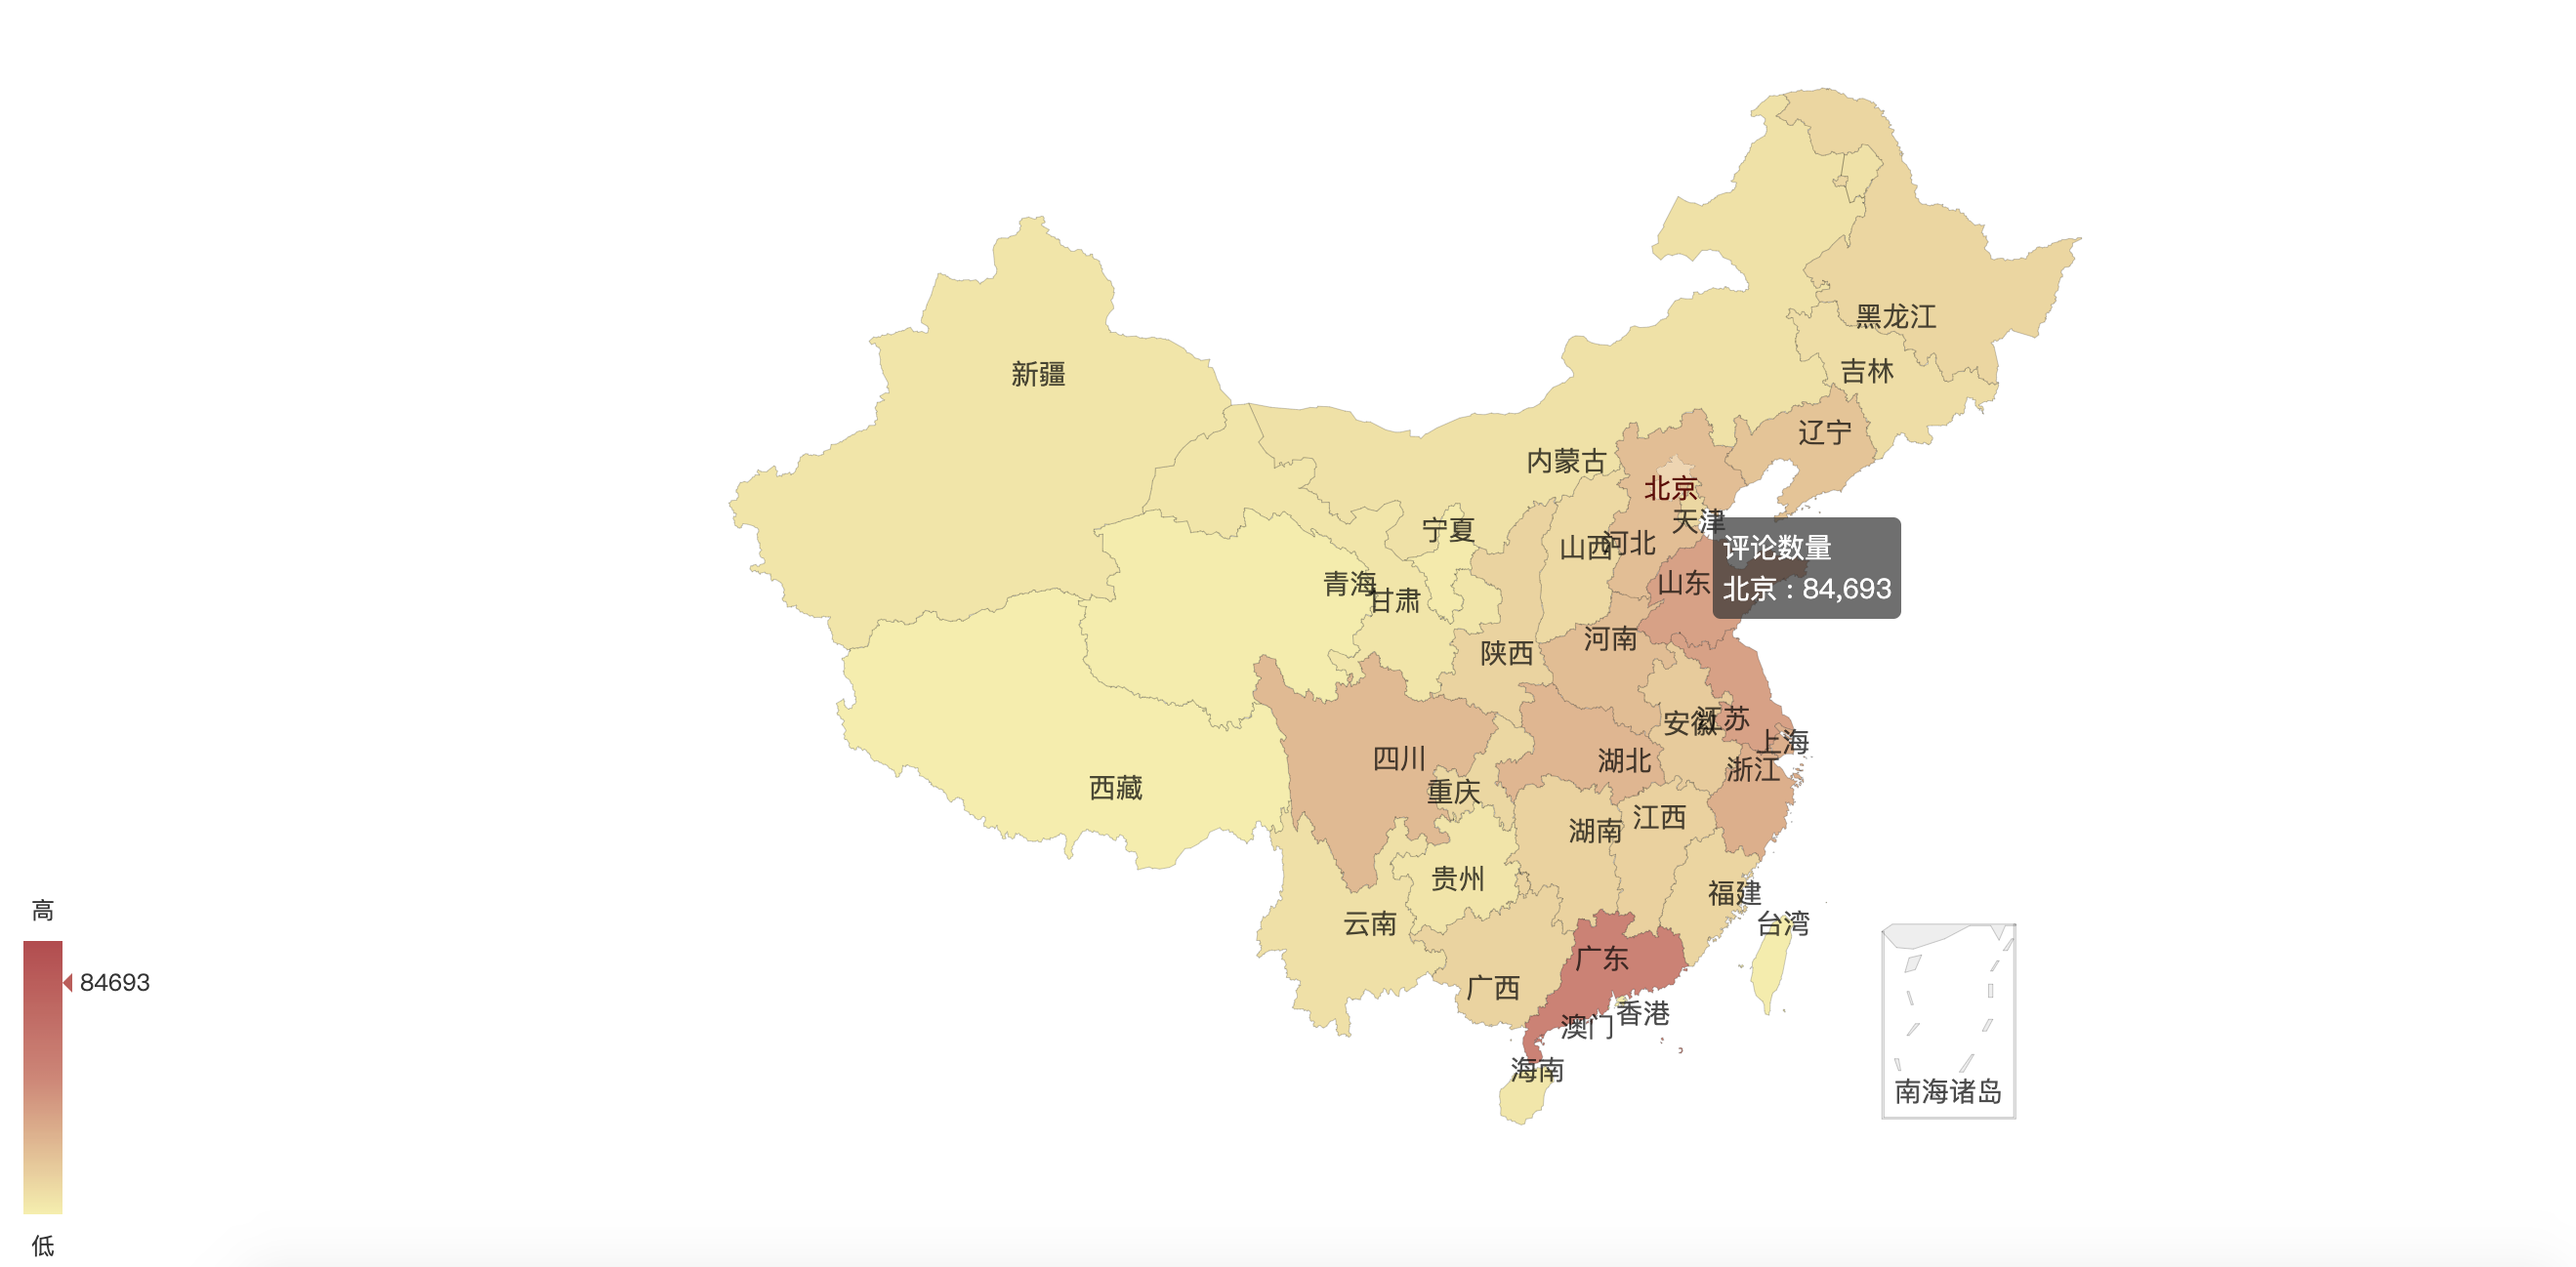 黑龙江
新疆
吉林
辽宁
内蒙古
北京
天津
宁夏
山西
河北
评论数量
北京 : 84,693
青海
甘肃
山东
河南
陕西
安徽
江苏
上海
四川
湖北
浙江
西藏
重庆
湖南
江西
贵州
福建
云南
台湾
广东
广西
香港
澳门
海南
南海诸岛
高
84693
低